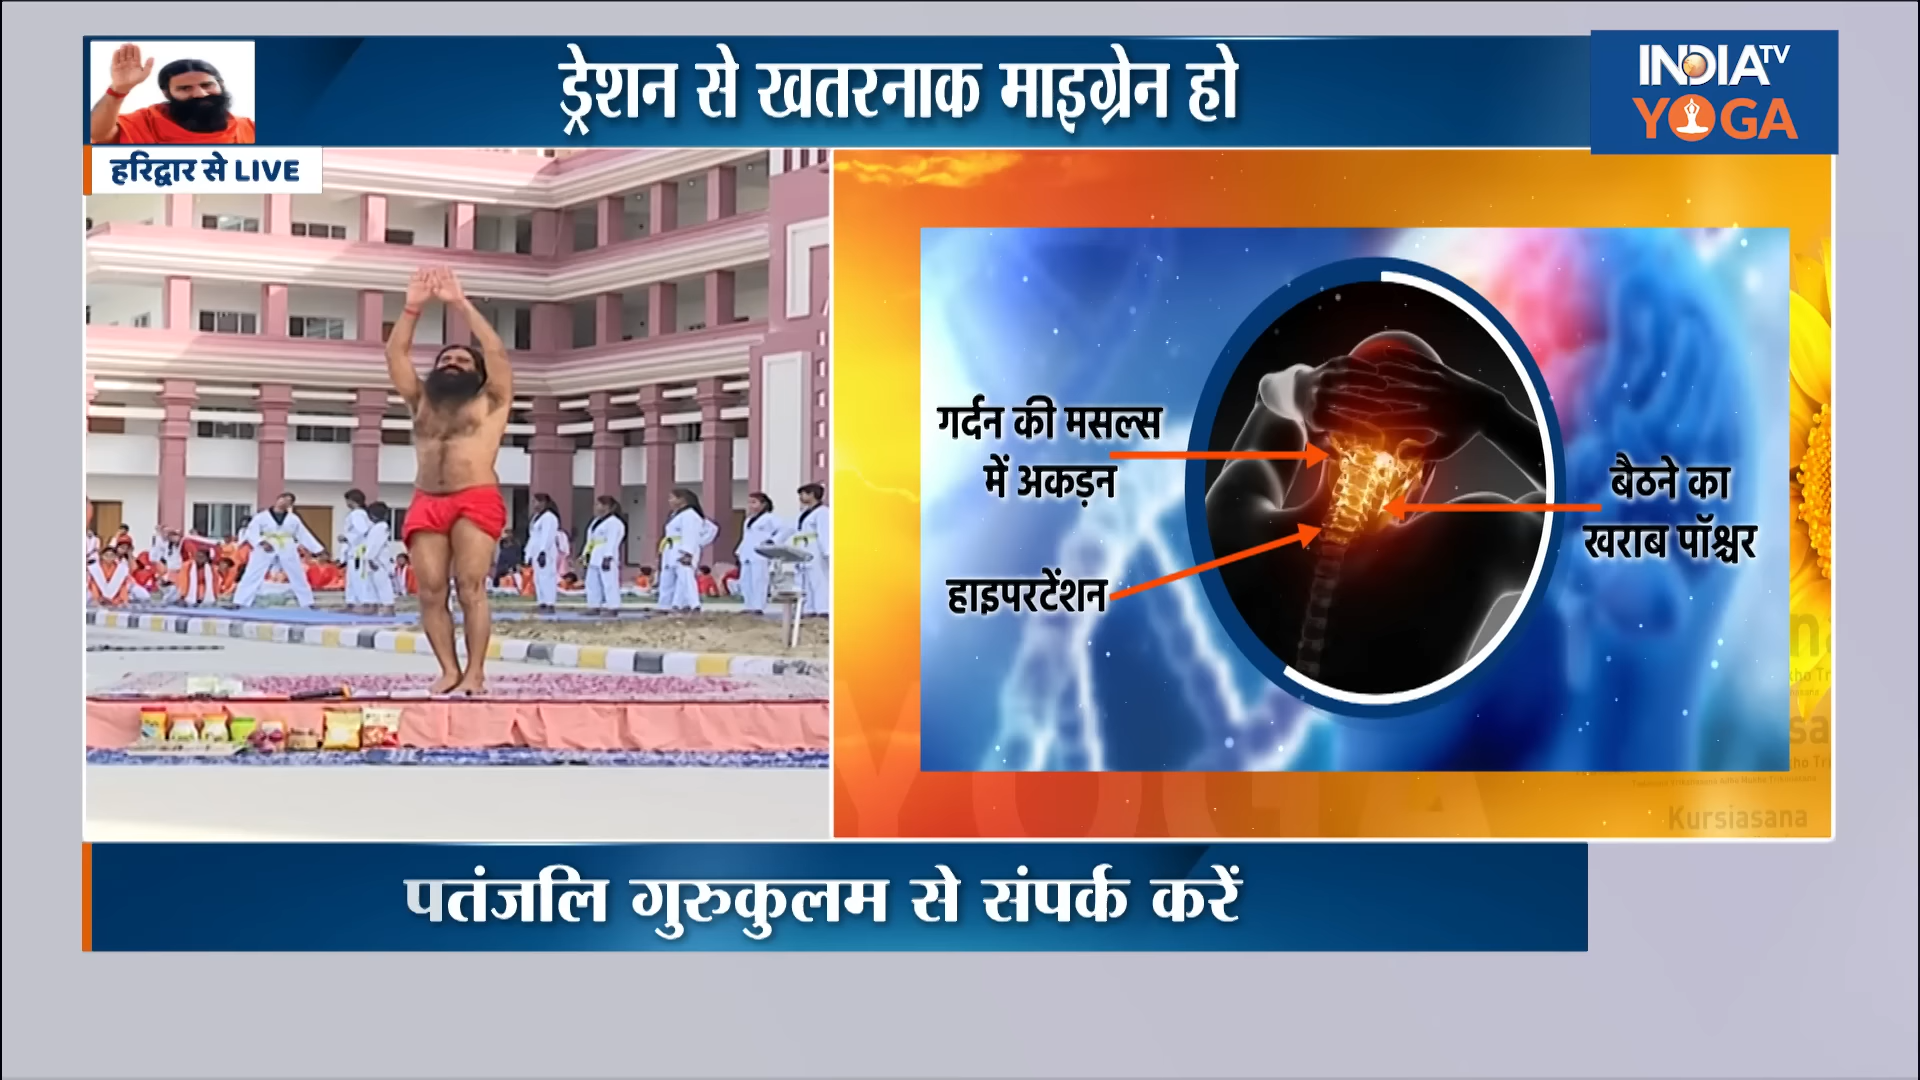 ड्रेशन से खतरनाक माइग्रेन हो
INDIA TV
YOGA
हरिद्वार से LIVE
गर्दन की मसल्स
में अकड़न
हाइपरटेंशन
बैठने का
खराब पॉश्चर
YOGA
Kursiasana
पतंजलि गुरुकुलम से संपर्क करें